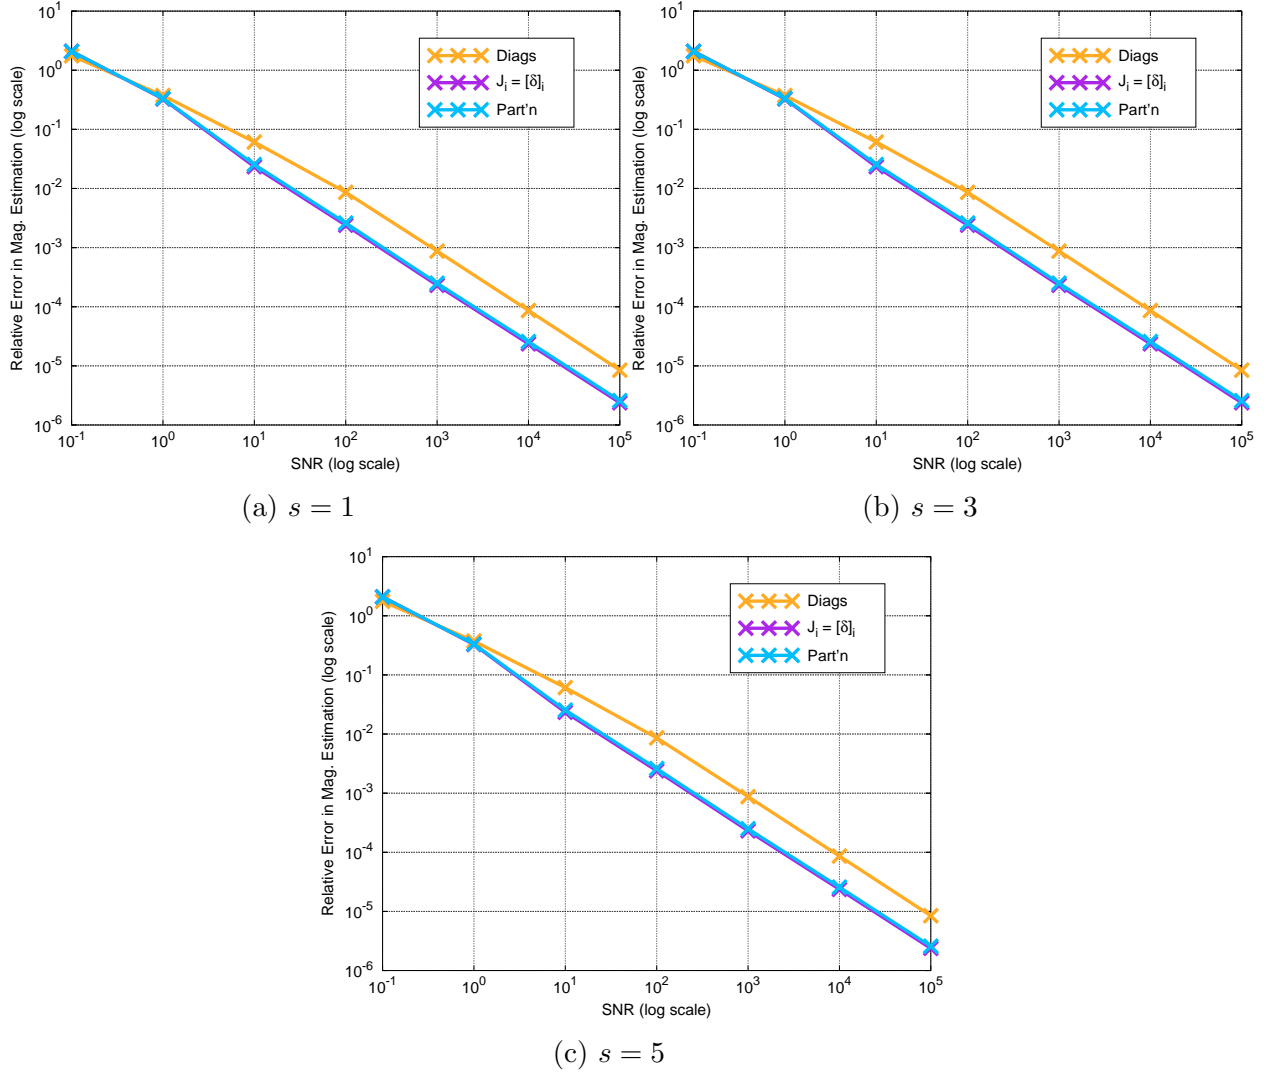 10^1
10^0
10^-1
10^-2
10^-3
10^-4
10^-5
10^-6
Relative Error in Mag. Estimation (log scale)
Diags
J_i = [δ]_i
Part'n
10^-1 10^0 10^1 10^2 10^3 10^4 10^5
SNR (log scale)
(a) s = 1
10^1
10^0
10^-1
10^-2
10^-3
10^-4
10^-5
10^-6
Relative Error in Mag. Estimation (log scale)
Diags
J_i = [δ]_i
Part'n
10^-1 10^0 10^1 10^2 10^3 10^4 10^5
SNR (log scale)
(b) s = 3
10^1
10^0
10^-1
10^-2
10^-3
10^-4
10^-5
10^-6
Relative Error in Mag. Estimation (log scale)
Diags
J_i = [δ]_i
Part'n
10^-1 10^0 10^1 10^2 10^3 10^4 10^5
SNR (log scale)
(c) s = 5